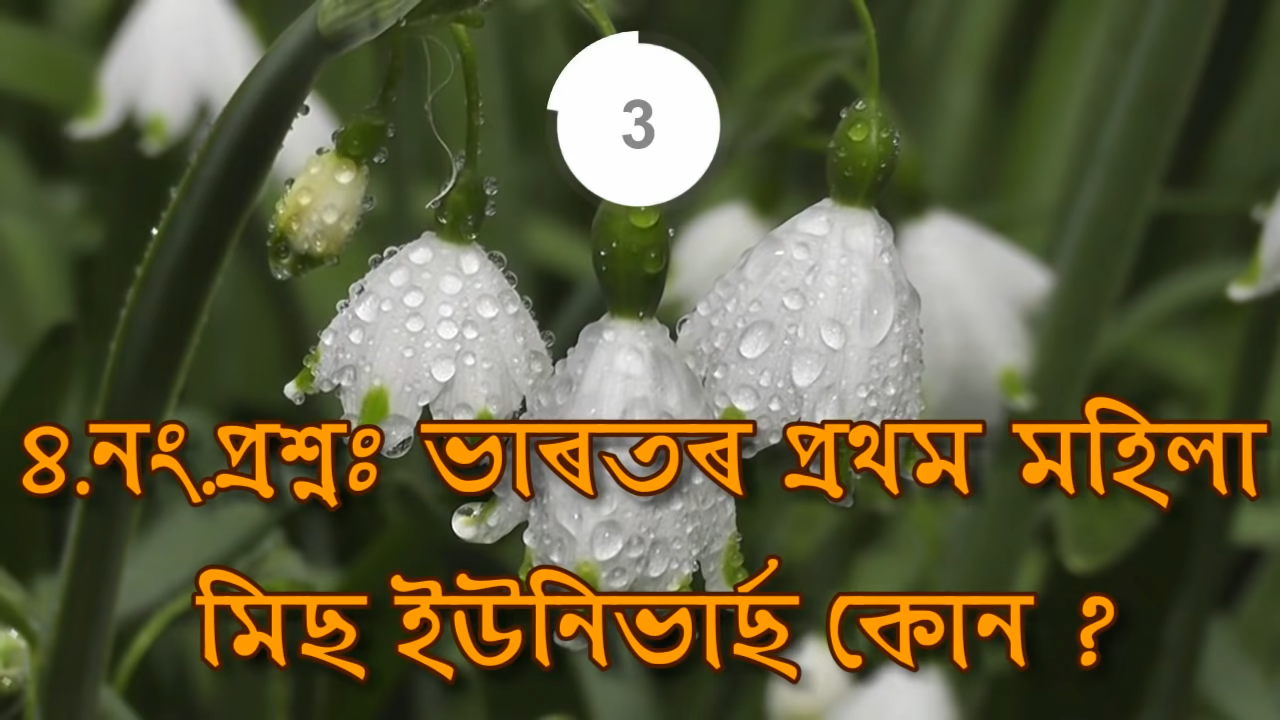 3
৪.নং.প্ৰশ্নঃ ভাৰতৰ প্ৰথম মহিলা
মিছ ইউনিভাৰ্ছ কোন ?